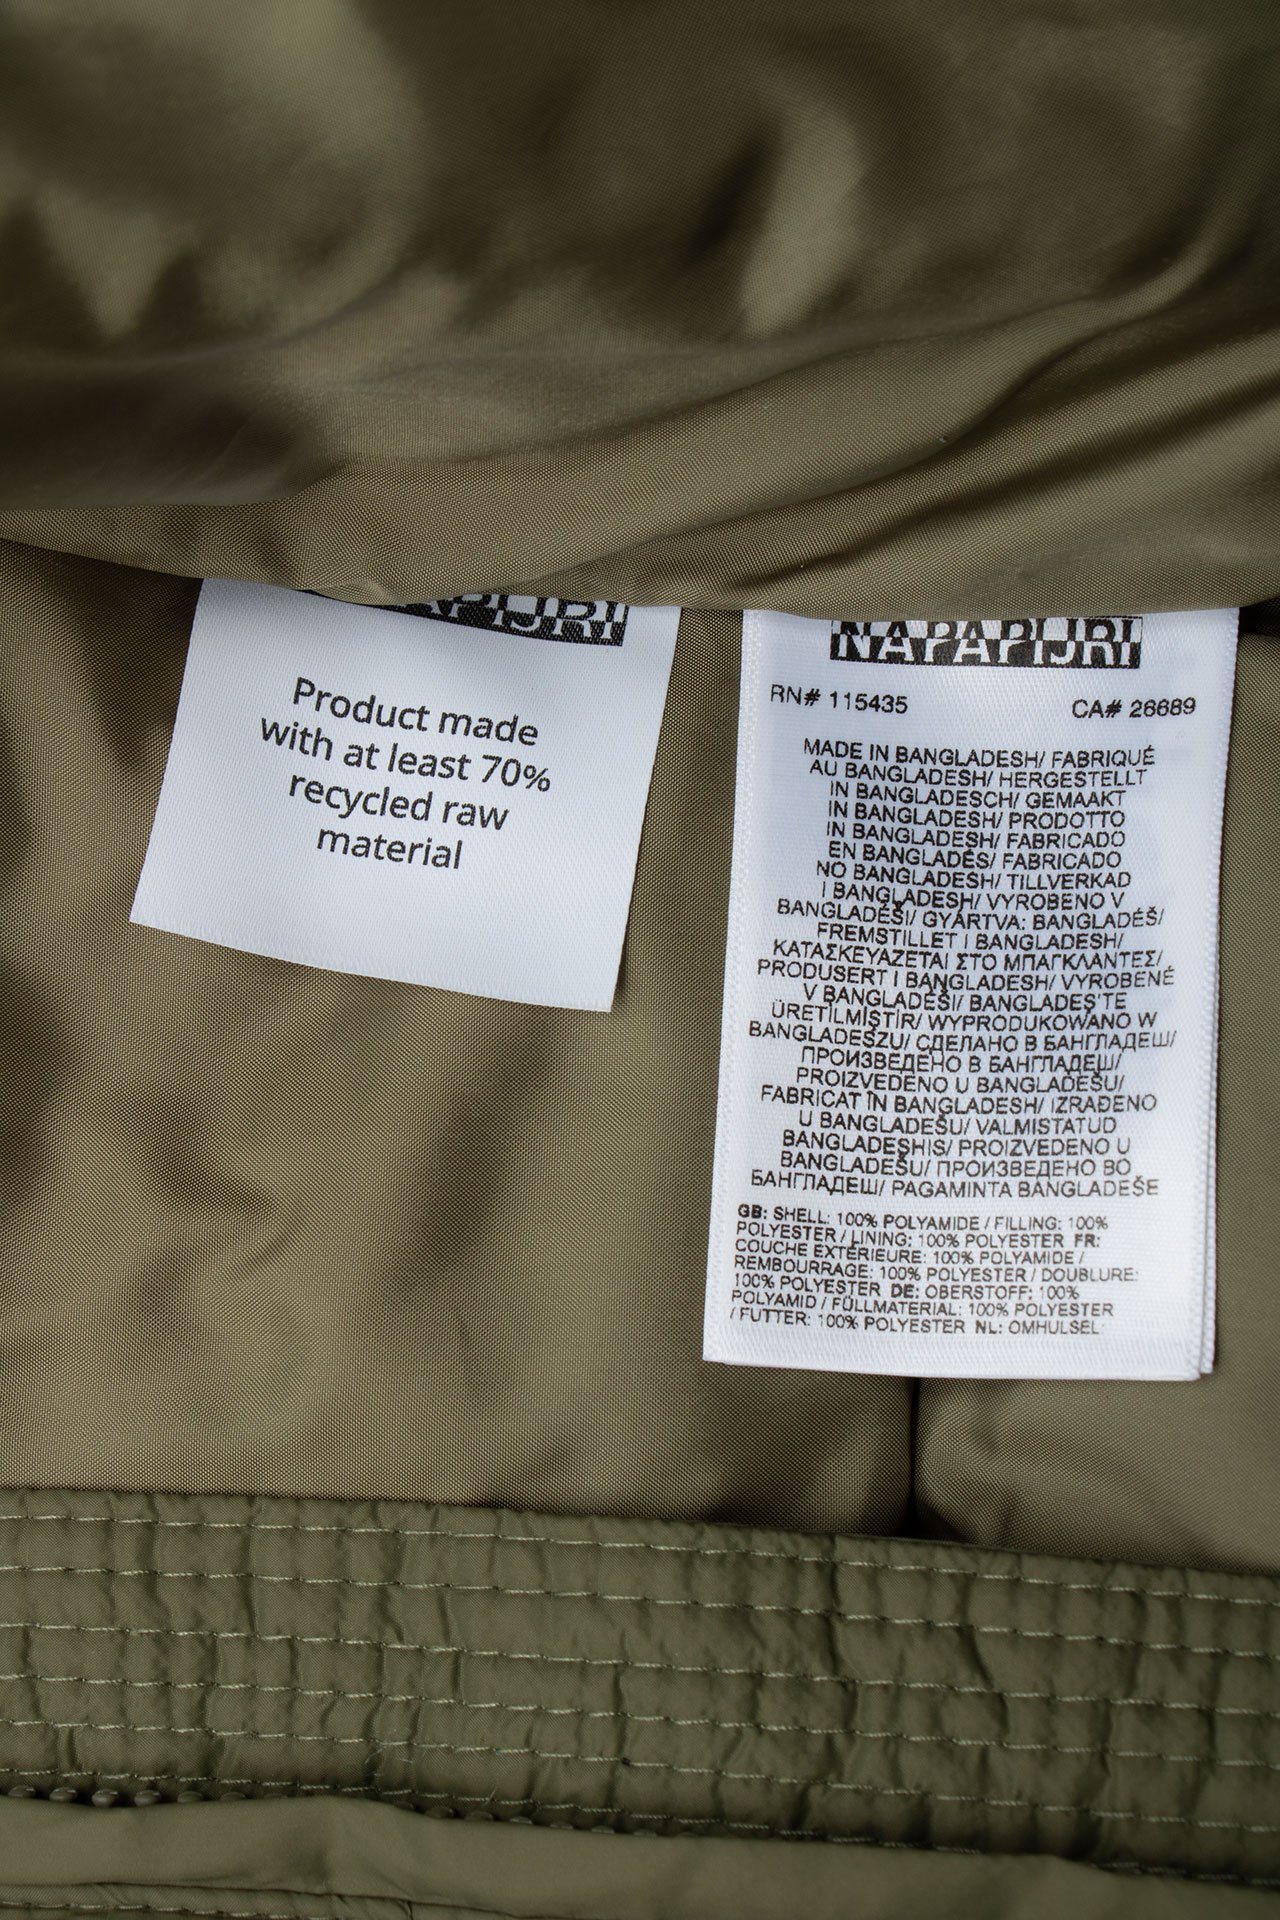 NAPAPIJRI
Product made
with at least 70%
recycled raw
material
NAPAPIJRI
RN# 115435
CA# 26689
MADE IN BANGLADESH/ FABRIQUÉ
AU BANGLADESH/ HERGESTELLT
IN BANGLADESCH/ GEMAAKT
IN BANGLADESH/ PRODOTTO
IN BANGLADESH/ FABRICADO
EN BANGLADÉS/ FABRICADO
NO BANGLADESH/ TILLVERKAD
I BANGLADESH/ VYROBENO V
BANGLADÉŠI/ GYÁRTVA: BANGLADÉŠ/
FREMSTILLET I BANGLADESH/
ΚΑΤΑΣΚΕΥΑΖΕΤΑΙ ΣΤΟ ΜΠΑΓΚΛΑΝΤΕΣ/
PRODUSERT I BANGLADESH/ VYROBENÉ
V BANGLADÉŠI/ BANGLADEŞ'TE
ÜRETİLMİŞTİR/ WYPRODUKOWANO W
BANGLADESZU/ СДЕЛАНО В БАНГЛАДЕШ/
ПРОИЗВЕДЕНО В БАНГЛАДЕШ/
PROIZVEDENO U BANGLADEŠU/
FABRICAT ÎN BANGLADESH/ IZRAĐENO
U BANGLADEŠU/ VALMISTATUD
BANGLADESHIS/ PROIZVEDENO U
BANGLADEŠU/ ПРОИЗВЕДЕНО ВО
БАНГЛАДЕШ/ PAGAMINTA BANGLADEŠE
GB: SHELL: 100% POLYAMIDE / FILLING: 100%
POLYESTER / LINING: 100% POLYESTER FR:
COUCHE EXTÉRIEURE: 100% POLYAMIDE /
REMBOURRAGE: 100% POLYESTER / DOUBLURE:
100% POLYESTER DE: OBERSTOFF: 100%
POLYAMID / FÜLLMATERIAL: 100% POLYESTER
/ FUTTER: 100% POLYESTER NL: OMHULSEL: